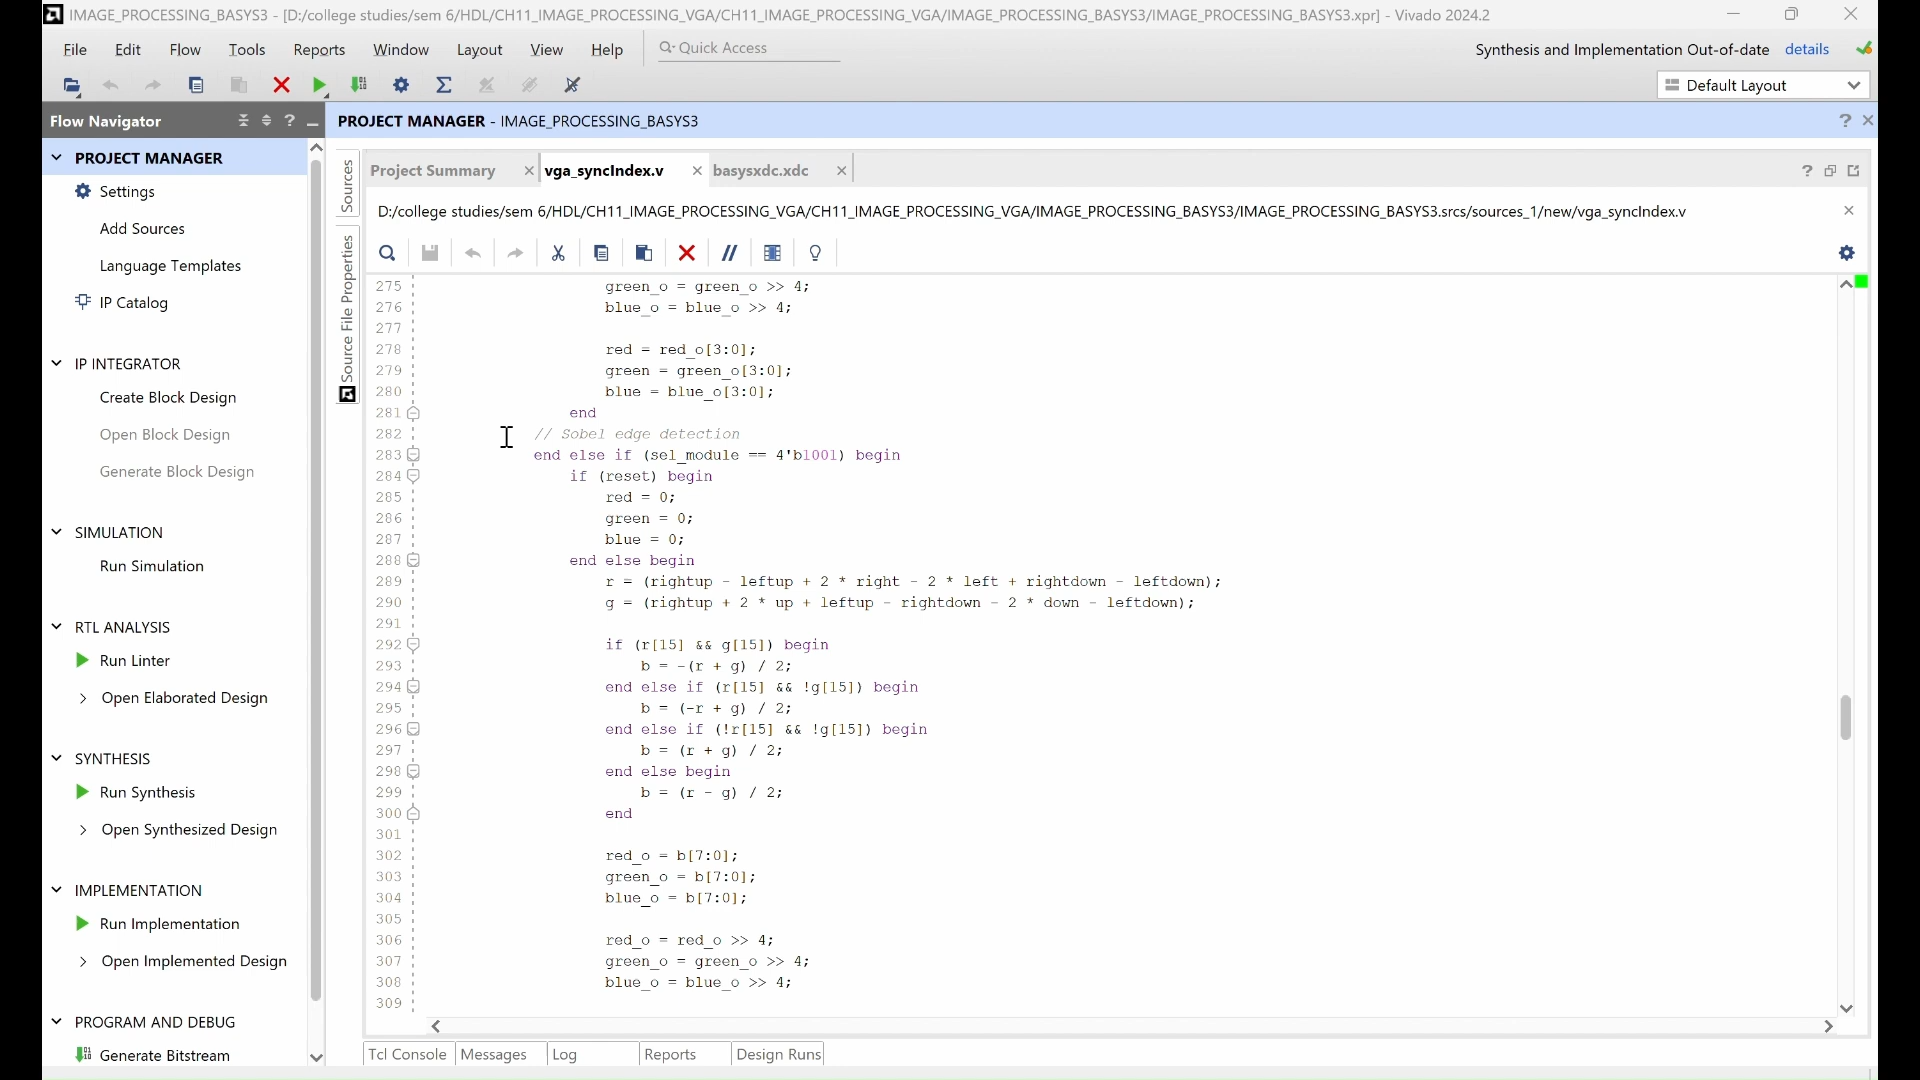 IMAGE_PROCESSING_BASYS3 - [D:/college studies/sem 6/HDL/CH11_IMAGE_PROCESSING_VGA/CH11_IMAGE_PROCESSING_VGA/IMAGE_PROCESSING_BASYS3/IMAGE_PROCESSING_BASYS3.xpr] - Vivado 2024.2
File Edit Flow Tools Reports Window Layout View Help Quick Access Synthesis and Implementation Out-of-date details
Default Layout
Flow Navigator
PROJECT MANAGER - IMAGE_PROCESSING_BASYS3
PROJECT MANAGER
Settings
Add Sources
Language Templates
IP Catalog
IP INTEGRATOR
Create Block Design
Open Block Design
Generate Block Design
SIMULATION
Run Simulation
RTL ANALYSIS
Run Linter
Open Elaborated Design
SYNTHESIS
Run Synthesis
Open Synthesized Design
IMPLEMENTATION
Run Implementation
Open Implemented Design
PROGRAM AND DEBUG
Generate Bitstream
Sources
Source File Properties
Project Summary vga_syncIndex.v basysxdc.xdc
D:/college studies/sem 6/HDL/CH11_IMAGE_PROCESSING_VGA/CH11_IMAGE_PROCESSING_VGA/IMAGE_PROCESSING_BASYS3/IMAGE_PROCESSING_BASYS3.srcs/sources_1/new/vga_syncIndex.v
275 green_o = green_o >> 4;
276 blue_o = blue_o >> 4;
277
278 red = red_o[3:0];
279 green = green_o[3:0];
280 blue = blue_o[3:0];
281 end
282 // Sobel edge detection
283 end else if (sel_module == 4'b1001) begin
284 if (reset) begin
285 red = 0;
286 green = 0;
287 blue = 0;
288 end else begin
289 r = (rightup - leftup + 2 * right - 2 * left + rightdown - leftdown);
290 g = (rightup + 2 * up + leftup - rightdown - 2 * down - leftdown);
291
292 if (r[15] && g[15]) begin
293 b = -(r + g) / 2;
294 end else if (r[15] && !g[15]) begin
295 b = (-r + g) / 2;
296 end else if (!r[15] && !g[15]) begin
297 b = (r + g) / 2;
298 end else begin
299 b = (r - g) / 2;
300 end
301
302 red_o = b[7:0];
303 green_o = b[7:0];
304 blue_o = b[7:0];
305
306 red_o = red_o >> 4;
307 green_o = green_o >> 4;
308 blue_o = blue_o >> 4;
309
Tcl Console Messages Log Reports Design Runs